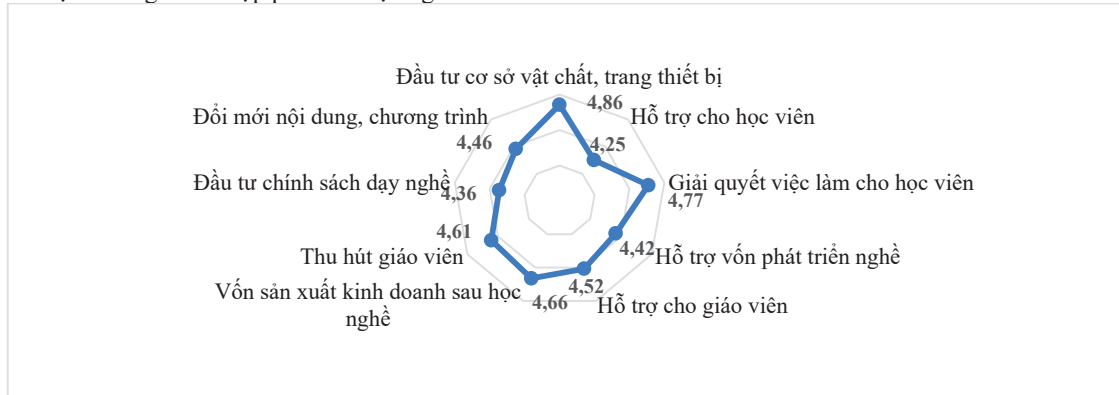 Đầu tư cơ sở vật chất, trang thiết bị
4,86
Hỗ trợ cho học viên
4,25
Giải quyết việc làm cho học viên
4,77
Hỗ trợ vốn phát triển nghề
4,42
Hỗ trợ cho giáo viên
4,52
Vốn sản xuất kinh doanh sau học
nghề
4,66
Thu hút giáo viên
4,61
Đầu tư chính sách dạy nghề
4,36
Đổi mới nội dung, chương trình
4,46